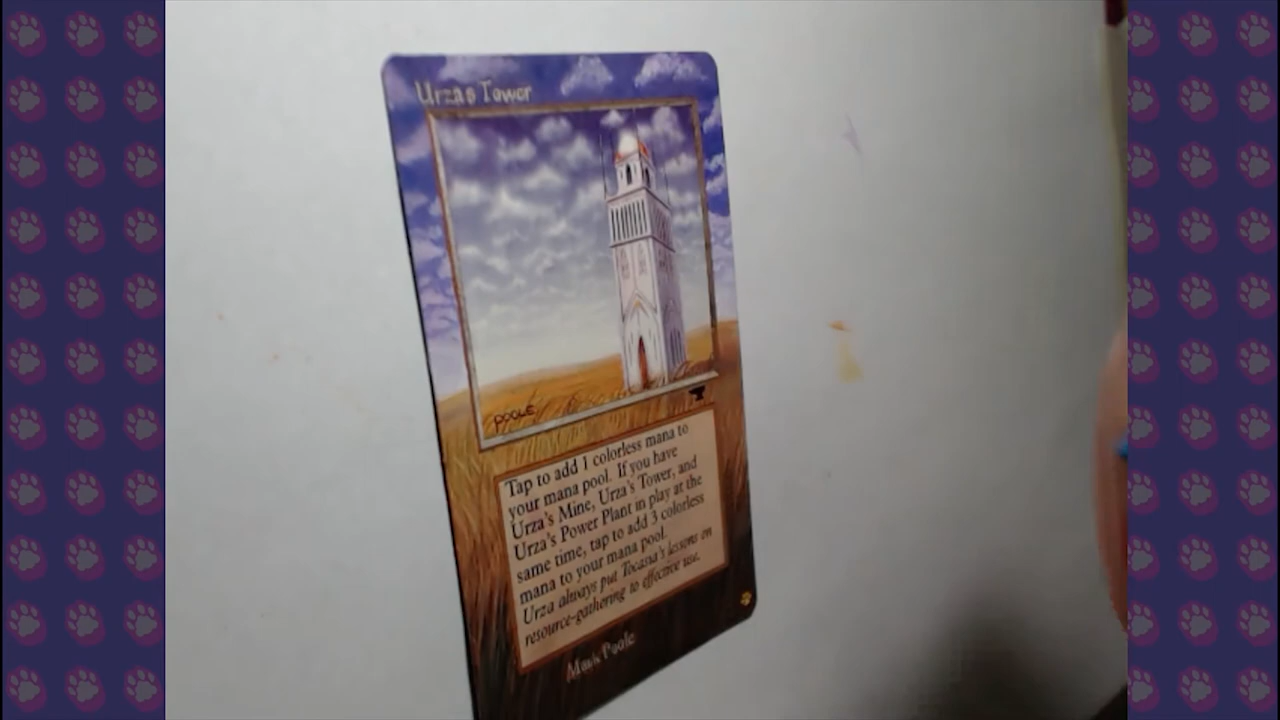 Urza's Tower
POOLE
Tap to add 1 colorless mana to
your mana pool. If you have
Urza's Mine, Urza's Tower, and
Urza's Power Plant in play at the
same time, tap to add 3 colorless
mana to your mana pool.
Urza always put Tocasia's lessons on
resource-gathering to effective use.
Mark Poole